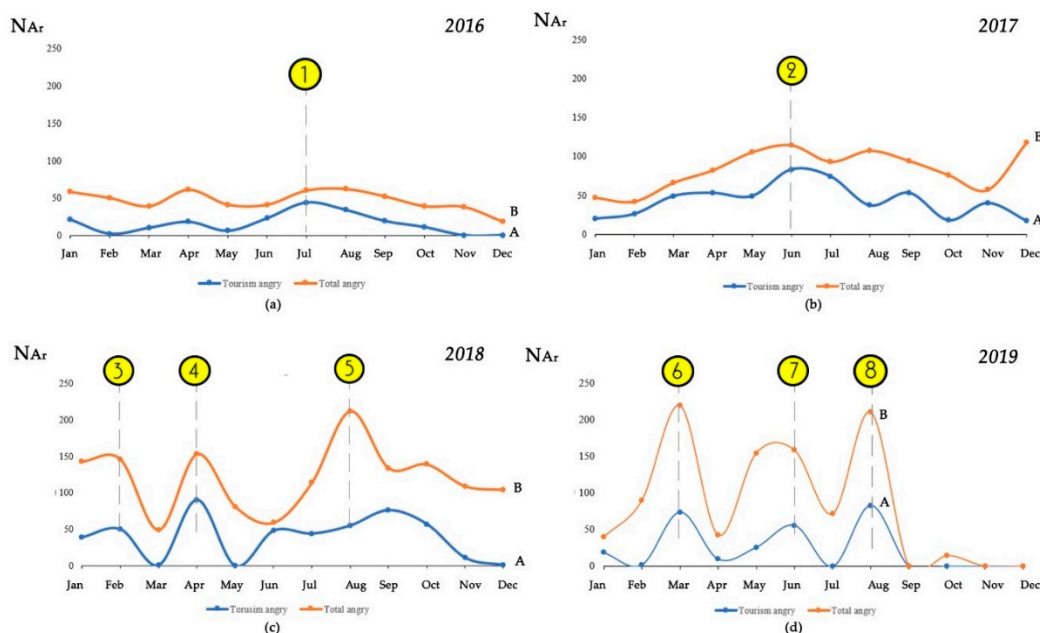 NAr 2016
250
200
150
100
50
0
1
B
A
Jan Feb Mar Apr May Jun Jul Aug Sep Oct Nov Dec
Tourism angry Total angry
(a)
NAr 2017
250
200
150
100
50
0
2
B
A
Jan Feb Mar Apr May Jun Jul Aug Sep Oct Nov Dec
Tourism angry Total angry
(b)
NAr 2018
250
200
150
100
50
0
3 4 5
B
A
Jan Feb Mar Apr May Jun Jul Aug Sep Oct Nov Dec
Torusim angry Total angry
(c)
NAr 2019
250
200
150
100
50
0
6 7 8
B
A
Jan Feb Mar Apr May Jun Jul Aug Sep Oct Nov Dec
Tourism angry Total angry
(d)